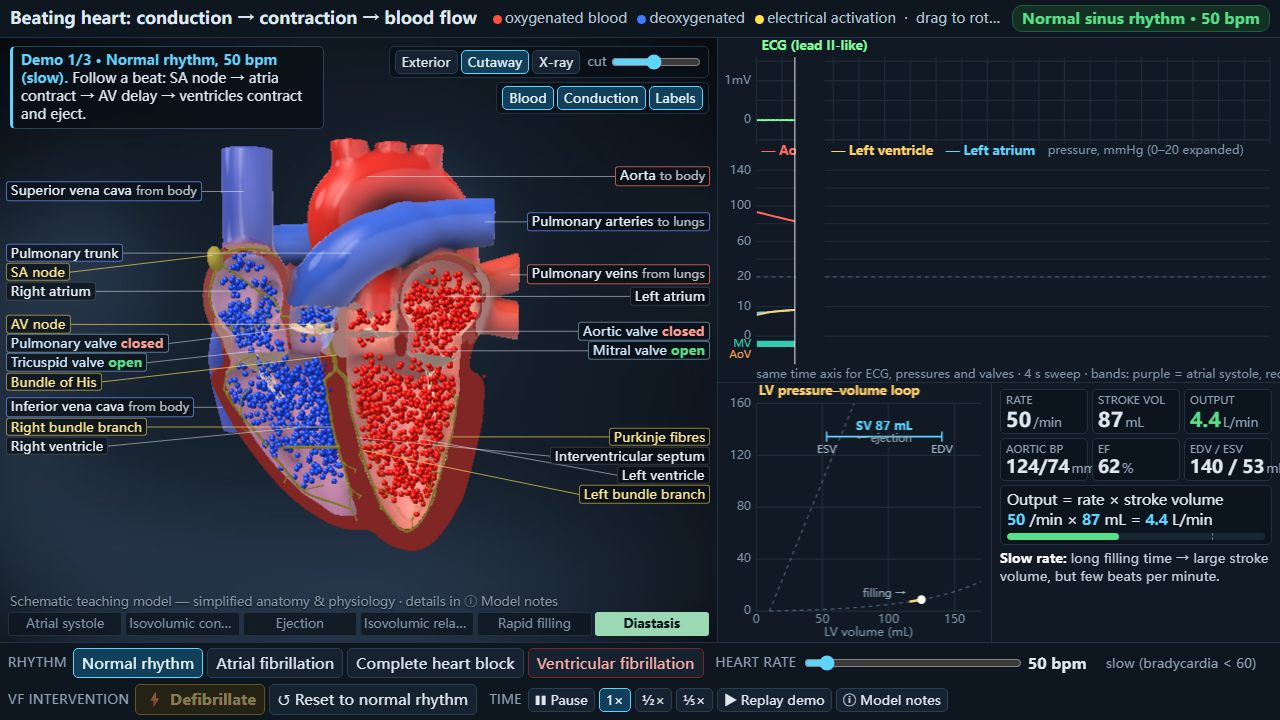 Beating heart: conduction → contraction → blood flow
oxygenated blood deoxygenated electrical activation · drag to rot...
Normal sinus rhythm • 50 bpm
Demo 1/3 • Normal rhythm, 50 bpm
(slow). Follow a beat: SA node → atria
contract → AV delay → ventricles contract
and eject.
Exterior Cutaway X-ray cut
Blood Conduction Labels
Superior vena cava from body
Pulmonary trunk
SA node
Right atrium
AV node
Pulmonary valve closed
Tricuspid valve open
Bundle of His
Inferior vena cava from body
Right bundle branch
Right ventricle
Aorta to body
Pulmonary arteries to lungs
Pulmonary veins from lungs
Left atrium
Aortic valve closed
Mitral valve open
Purkinje fibres
Interventricular septum
Left ventricle
Left bundle branch
Schematic teaching model — simplified anatomy & physiology · details in ⓘ Model notes
Atrial systole Isovolumic con... Ejection Isovolumic rela... Rapid filling Diastasis
ECG (lead II-like)
1mV
0
— Ao — Left ventricle — Left atrium pressure, mmHg (0–20 expanded)
140
100
60
20
10
0
MV
AoV
same time axis for ECG, pressures and valves · 4 s sweep · bands: purple = atrial systole, red
LV pressure–volume loop
160
120
80
40
0
SV 87 mL
ejection
ESV EDV
filling →
0 50 100 150
LV volume (mL)
RATE STROKE VOL OUTPUT
50 /min 87 mL 4.4 L/min
AORTIC BP EF EDV / ESV
124/74 mm 62 % 140 / 53 ml
Output = rate × stroke volume
50 /min × 87 mL = 4.4 L/min
Slow rate: long filling time → large stroke
volume, but few beats per minute.
RHYTHM Normal rhythm Atrial fibrillation Complete heart block Ventricular fibrillation HEART RATE 50 bpm slow (bradycardia < 60)
VF INTERVENTION Defibrillate ↺ Reset to normal rhythm TIME Pause 1× ½× ⅕× ▶ Replay demo ⓘ Model notes